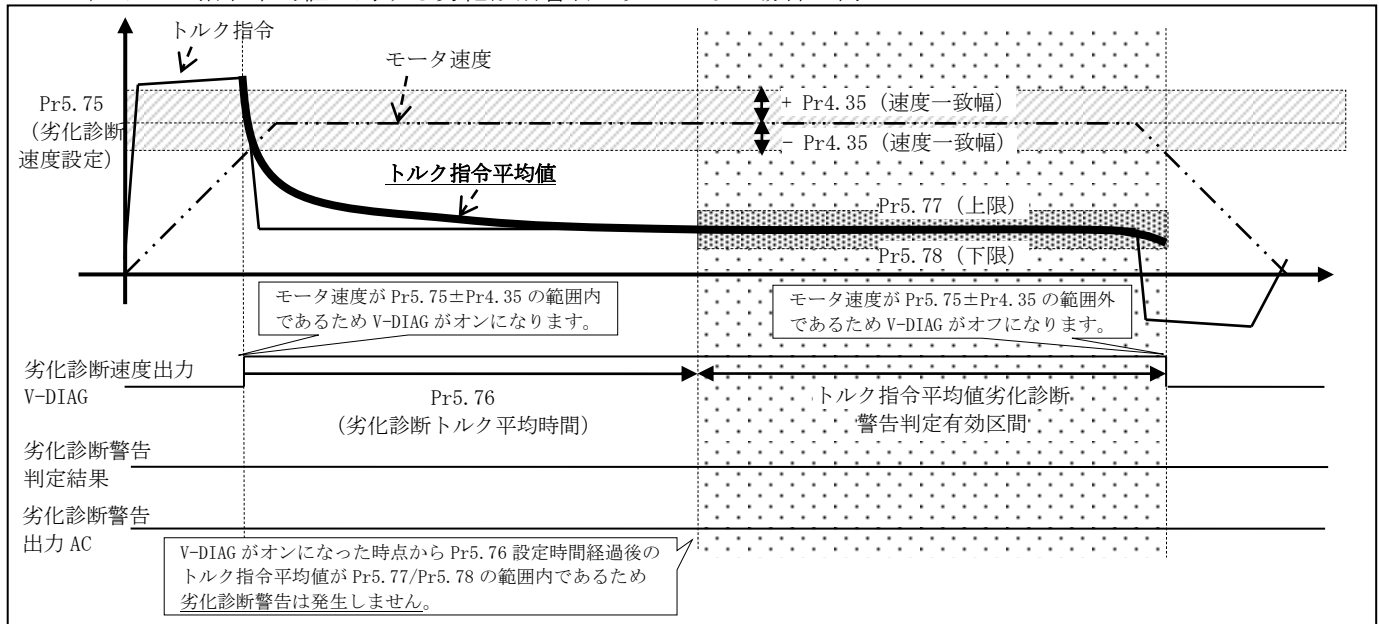 トルク指令
モータ速度
Pr5.75
（劣化診断
速度設定）
+ Pr4.35（速度一致幅）
- Pr4.35（速度一致幅）
トルク指令平均値
Pr5.77（上限）
Pr5.78（下限）
モータ速度が Pr5.75±Pr4.35 の範囲内
であるため V-DIAG がオンになります。
モータ速度が Pr5.75±Pr4.35 の範囲外
であるため V-DIAG がオフになります。
劣化診断速度出力
V-DIAG
Pr5.76
（劣化診断トルク平均時間）
トルク指令平均値劣化診断
警告判定有効区間
劣化診断警告
判定結果
劣化診断警告
出力 AC
V-DIAG がオンになった時点から Pr5.76 設定時間経過後の
トルク指令平均値が Pr5.77/Pr5.78 の範囲内であるため
劣化診断警告は発生しません。